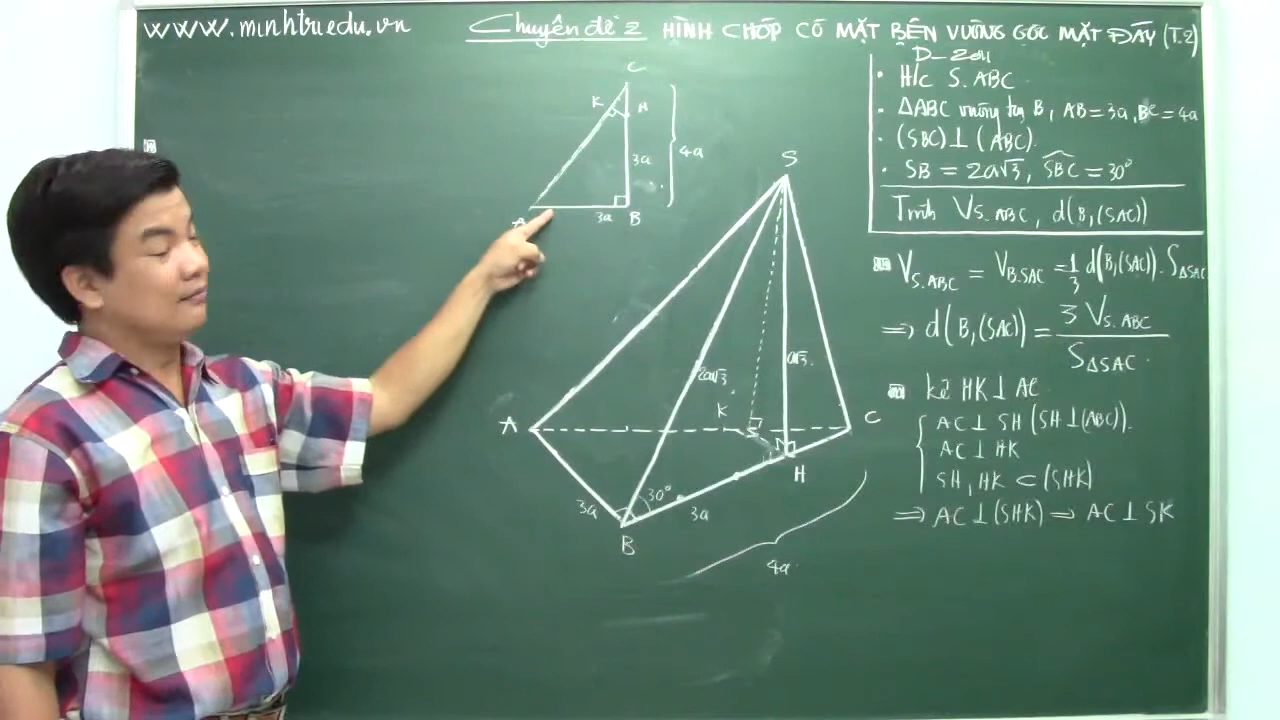 www.minhtriedu.vn
Chuyên đề 2 HÌNH CHÓP CÓ MẶT BÊN VUÔNG GÓC MẶT ĐÁY (T.2)
D-2011
• H/c S.ABC
• ΔABC vuông tại B, AB=3a, BC=4a
• (SBC)⊥(ABC).
• SB = 2a√3, SBC = 30°
Tính V S.ABC, d(B,(SAC))
V S.ABC = V B.SAC = 1/3 d(B,(SAC)).S ΔSAC
⇒ d(B,(SAC)) = 3 V S.ABC / S ΔSAC.
kẻ HK⊥AC
AC⊥SH (SH⊥(ABC)).
AC⊥HK
SH, HK ⊂ (SHK)
⇒ AC⊥(SHK) ⇒ AC⊥SK
C
K
H
3a
4a
A
3a
B
S
2a√3
a√3
K
A
C
H
30°
3a
3a
B
4a